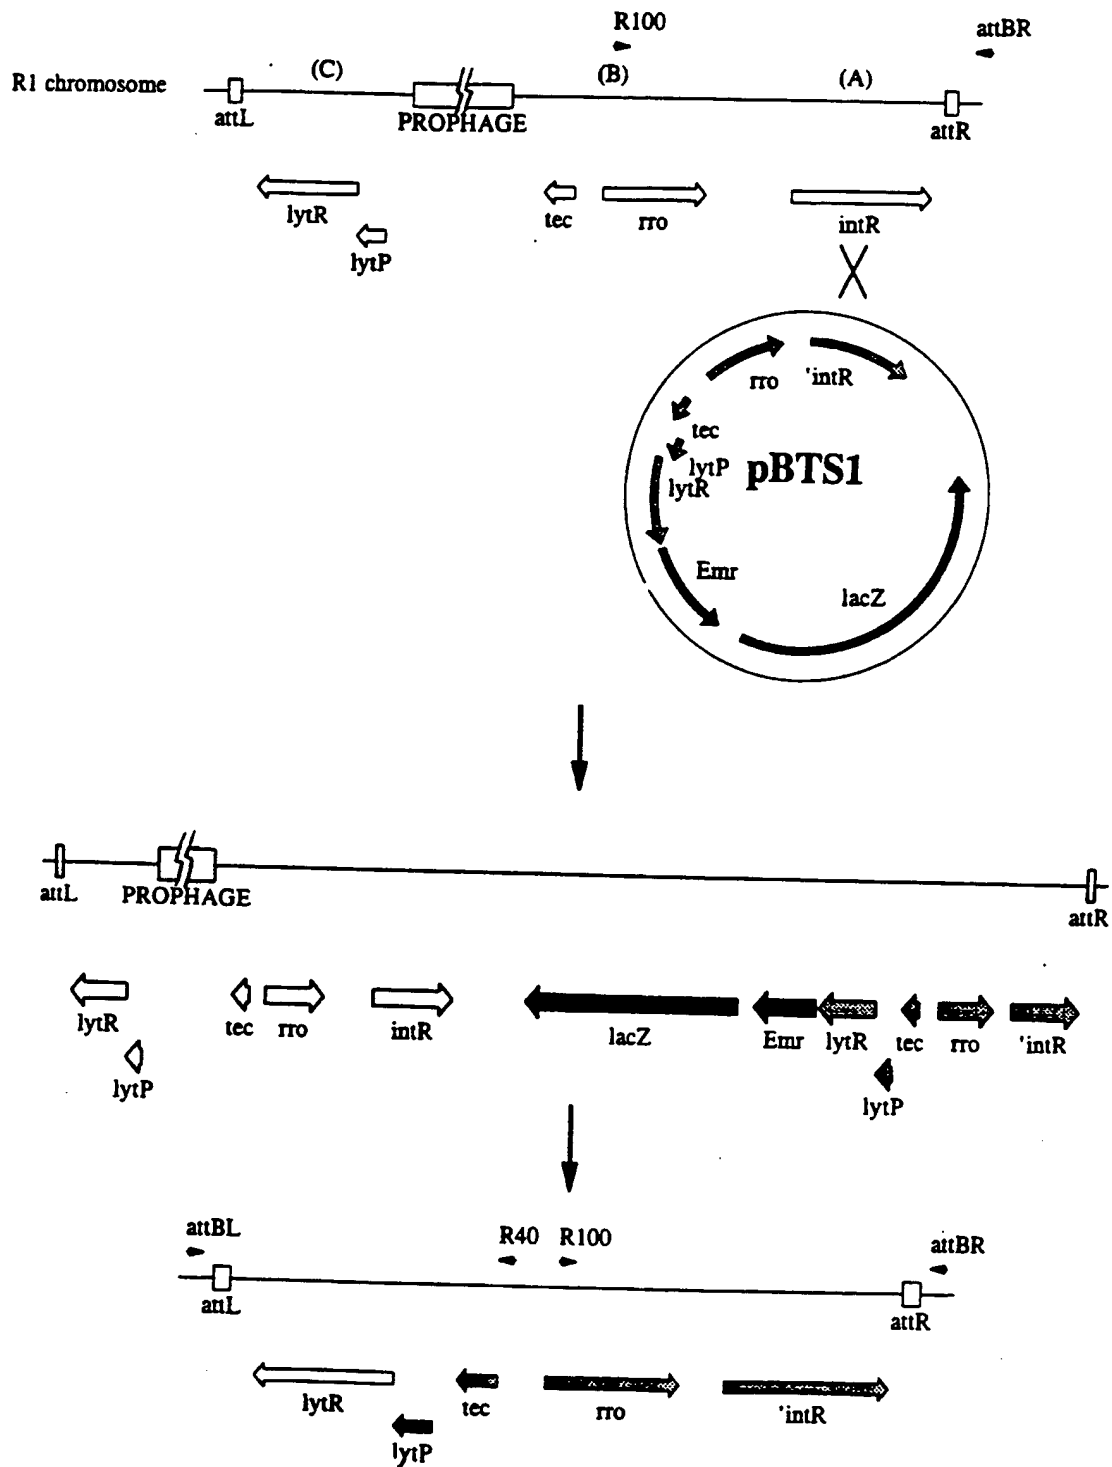 R100
attBR
R1 chromosome
(C)
(B)
(A)
attL
PROPHAGE
attR
lytR
tec
rro
intR
lytP
rro
'intR
tec
lytP
lytR
pBTS1
Emr
lacZ
attL
PROPHAGE
attR
lytR
tec
rro
intR
lacZ
Emr
lytR
tec
rro
'intR
lytP
lytP
attBL
R40
R100
attBR
attL
attR
lytR
tec
rro
'intR
lytP